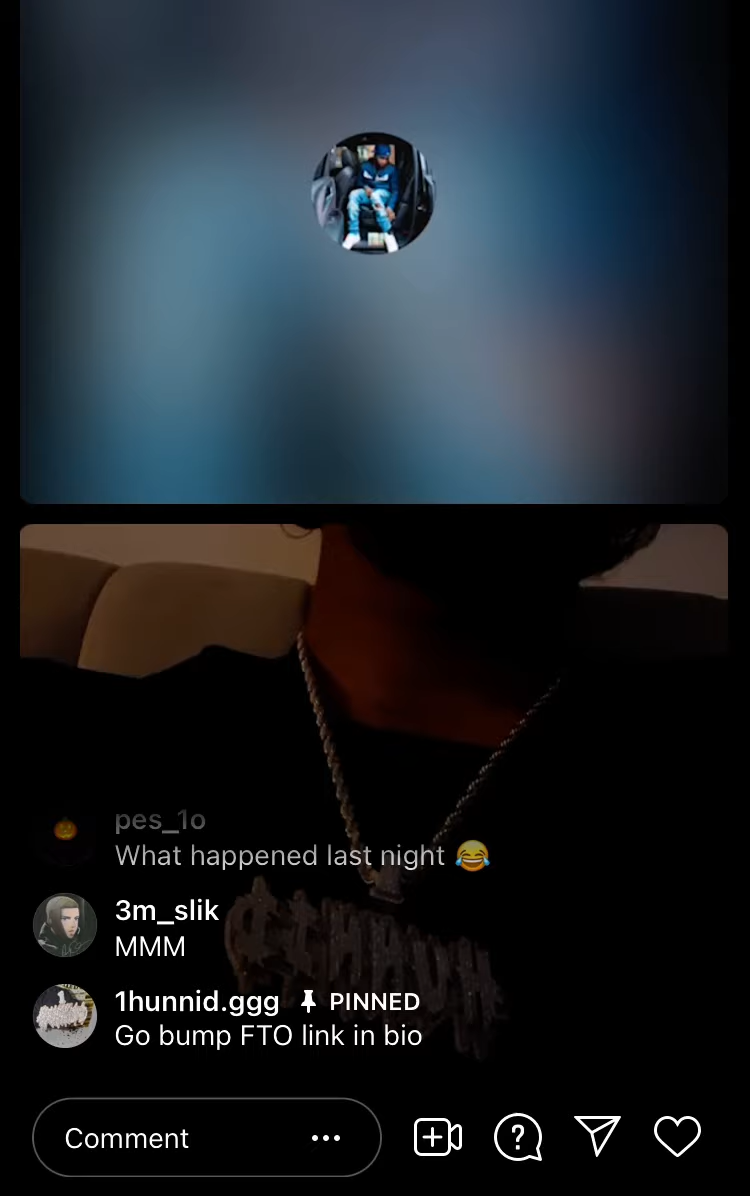 pes_1o
What happened last night 😂
3m_slik
MMM
1hunnid.ggg PINNED
Go bump FTO link in bio
Comment